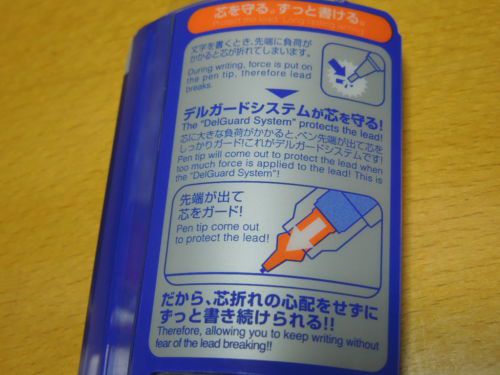 芯を守る。ずっと書ける。
Protect the lead. Long lasting writing.
文字を書くとき、先端に負荷が
かかると芯が折れてしまいます。
During writing, force is put on
the pen tip, therefore lead
breaks.
デルガードシステムが芯を守る!
The "DelGuard System" protects the lead!
芯に大きな負荷がかかると、ペン先端が出て芯を
しっかりガード!これがデルガードシステムです!
Pen tip will come out to protect the lead when
too much force is applied to the lead! This is
the "DelGuard System"!
先端が出て
芯をガード!
Pen tip come out
to protect the lead!
だから、芯折れの心配をせずに
ずっと書き続けられる!!
Therefore, allowing you to keep writing without
fear of the lead breaking!!